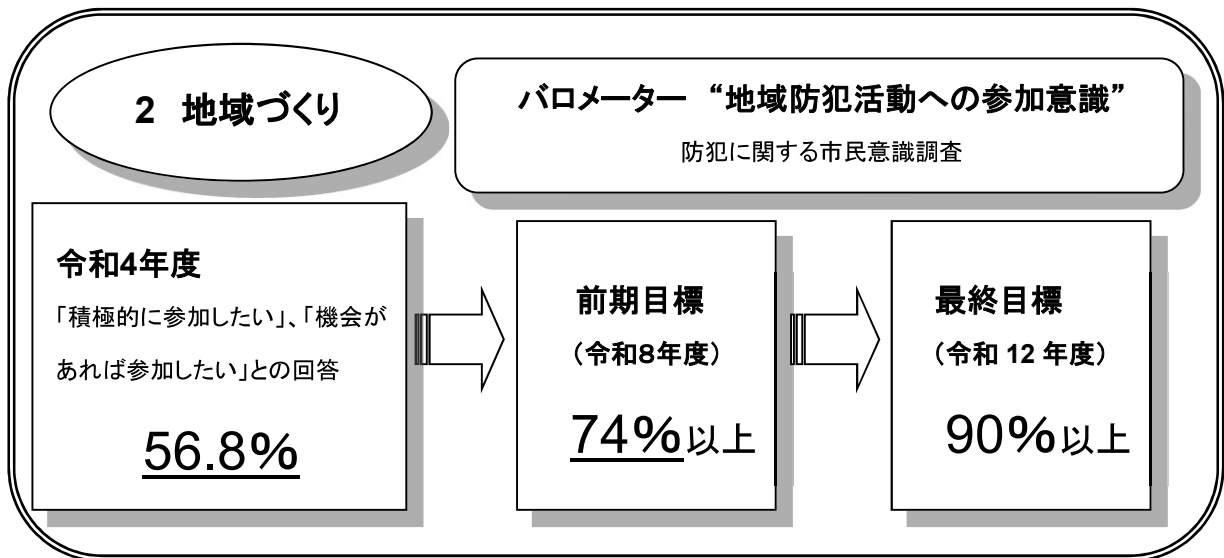 2 地域づくり
バロメーター “地域防犯活動への参加意識”
防犯に関する市民意識調査
令和4年度
「積極的に参加したい」、「機会が
あれば参加したい」との回答
56.8%
前期目標
（令和８年度）
74%以上
最終目標
（令和 12 年度）
90%以上